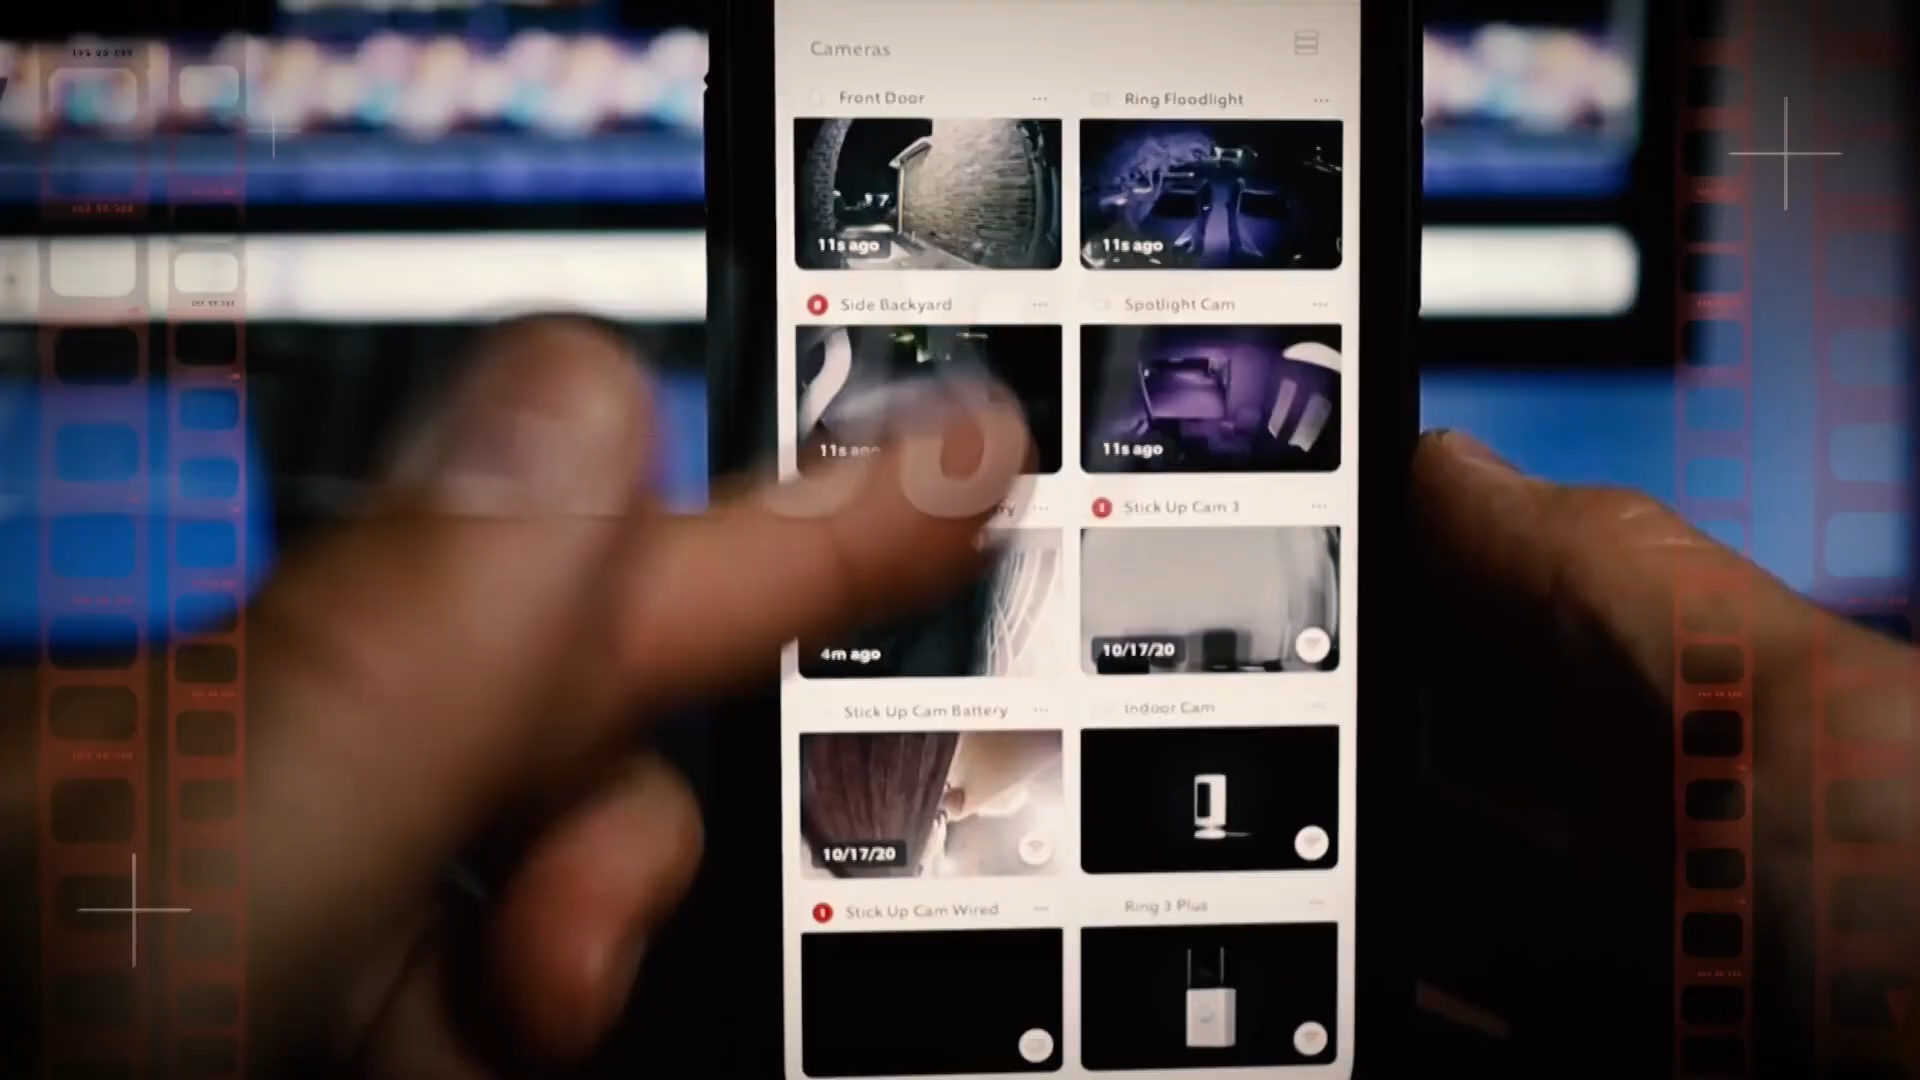 Cameras
Front Door
Ring Floodlight
11s ago
11s ago
Side Backyard
Spotlight Cam
11s ago
11s ago
Stick Up Cam 3
4m ago
10/17/20
Stick Up Cam Battery
Indoor Cam
10/17/20
Stick Up Cam Wired
Ring 3 Plus